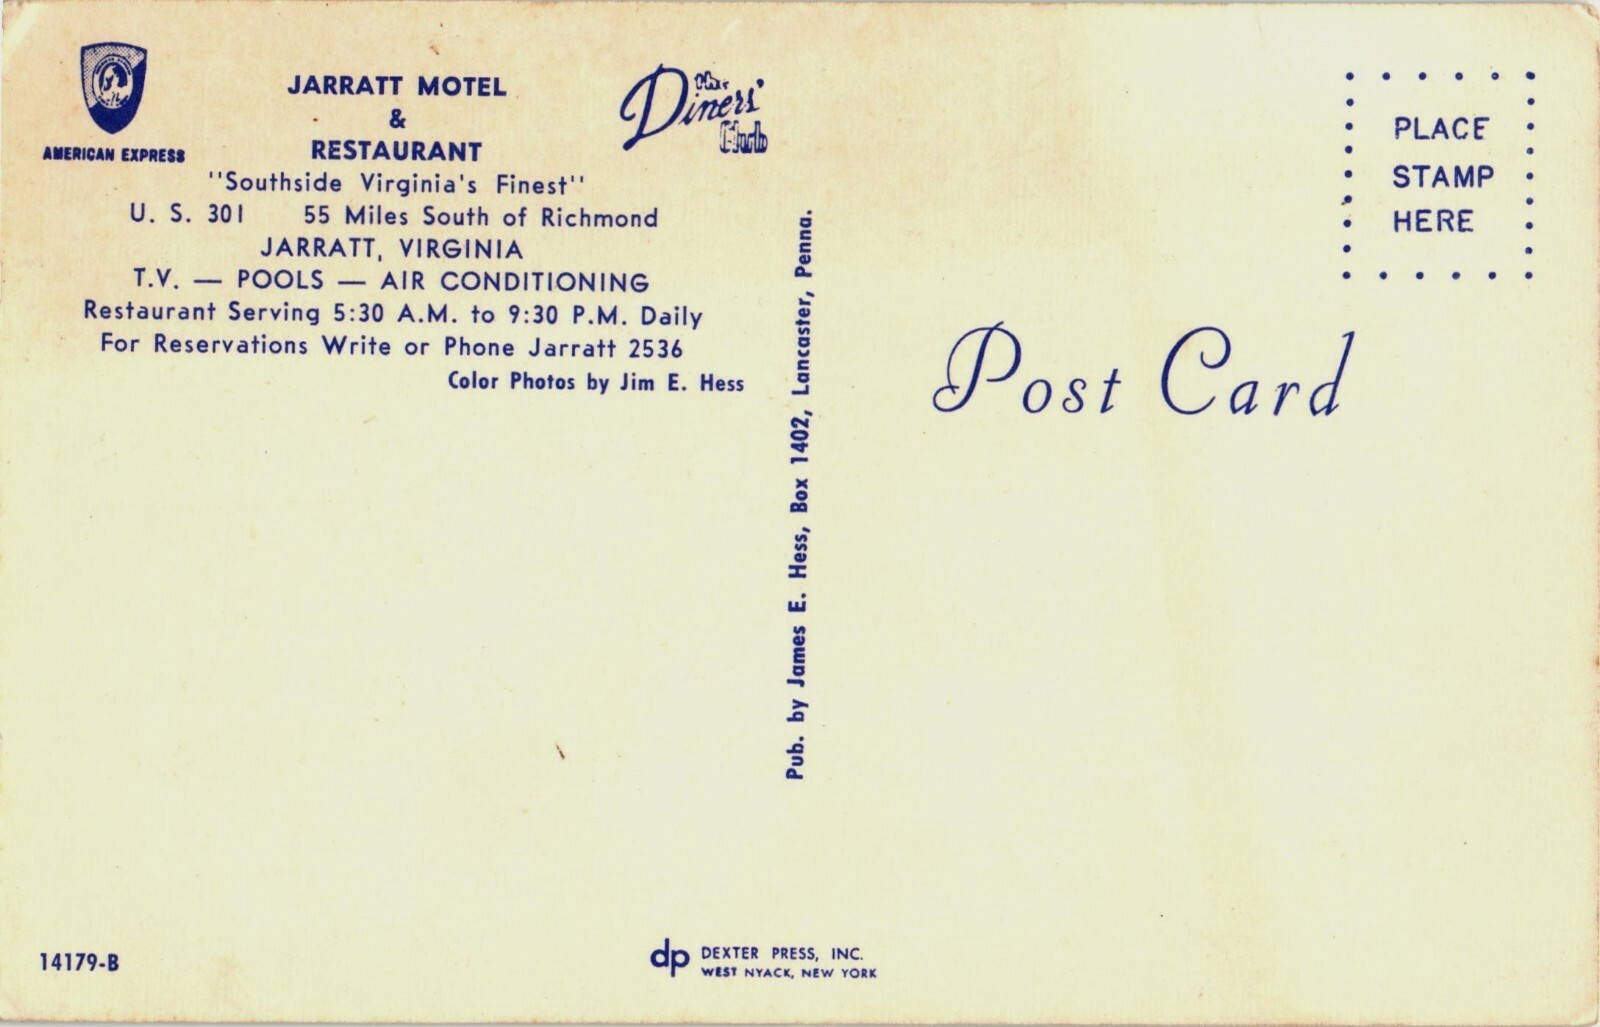 AMERICAN EXPRESS
JARRATT MOTEL
&
RESTAURANT
the
Diners'
Club
"Southside Virginia's Finest"
U. S. 301 55 Miles South of Richmond
JARRATT, VIRGINIA
T.V. — POOLS — AIR CONDITIONING
Restaurant Serving 5:30 A.M. to 9:30 P.M. Daily
For Reservations Write or Phone Jarratt 2536
Color Photos by Jim E. Hess
Pub. by James E. Hess, Box 1402, Lancaster, Penna.
PLACE
STAMP
HERE
Post Card
14179-B
dp DEXTER PRESS, INC.
WEST NYACK, NEW YORK